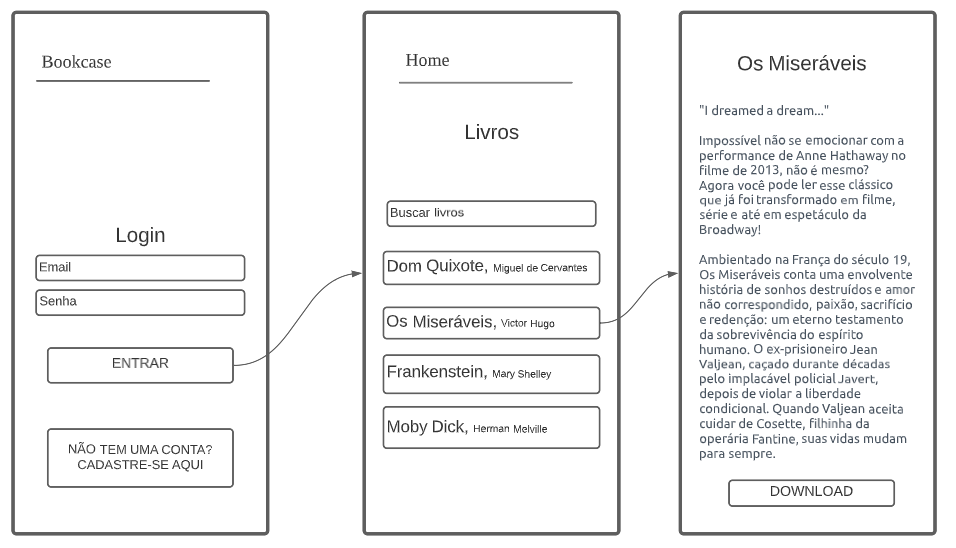 Bookcase
Login
Email
Senha
ENTRAR
NÃO TEM UMA CONTA?
CADASTRE-SE AQUI
Home
Livros
Buscar livros
Dom Quixote, Miguel de Cervantes
Os Miseráveis, Victor Hugo
Frankenstein, Mary Shelley
Moby Dick, Herman Melville
Os Miseráveis
"I dreamed a dream..."
Impossível não se emocionar com a
performance de Anne Hathaway no
filme de 2013, não é mesmo?
Agora você pode ler esse clássico
que já foi transformado em filme,
série e até em espetáculo da
Broadway!
Ambientado na França do século 19,
Os Miseráveis conta uma envolvente
história de sonhos destruídos e amor
não correspondido, paixão, sacrifício
e redenção: um eterno testamento
da sobrevivência do espírito
humano. O ex-prisioneiro Jean
Valjean, caçado durante décadas
pelo implacável policial Javert,
depois de violar a liberdade
condicional. Quando Valjean aceita
cuidar de Cosette, filhinha da
operária Fantine, suas vidas mudam
para sempre.
DOWNLOAD